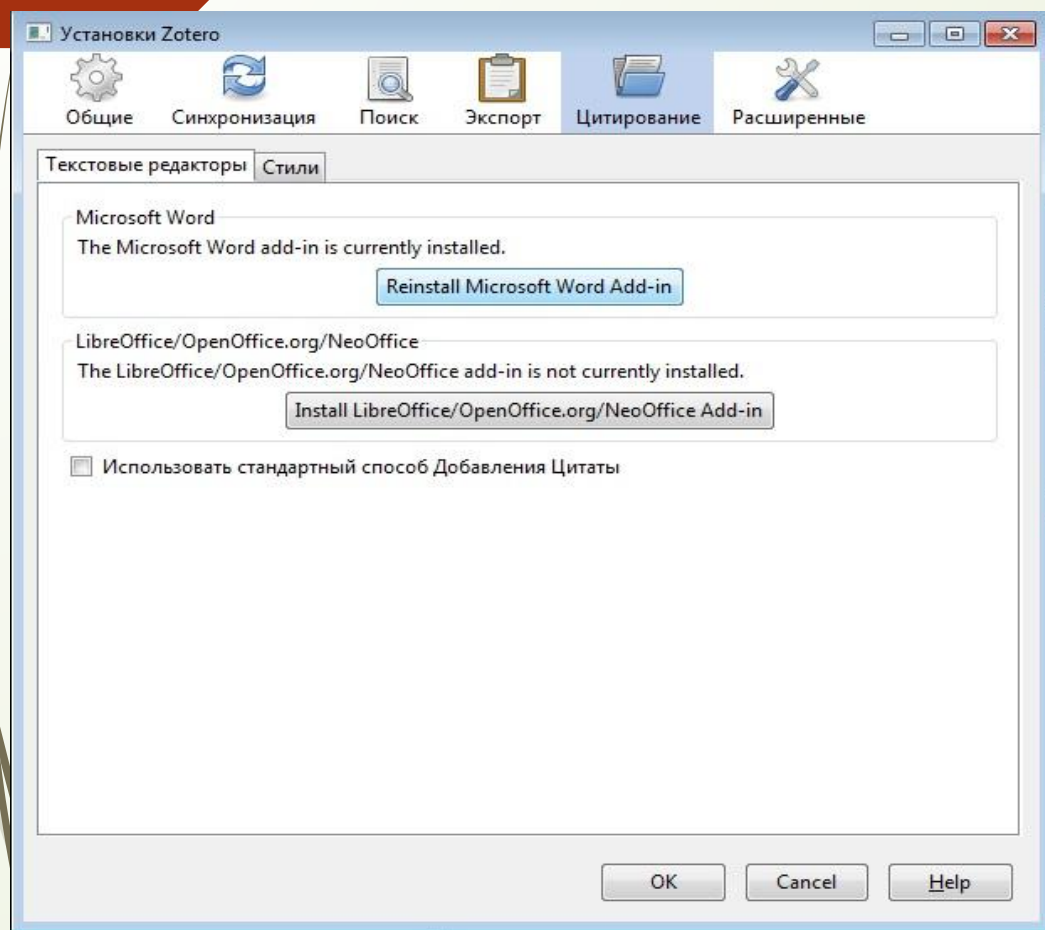 Установки Zotero
Общие Синхронизация Поиск Экспорт Цитирование Расширенные
Текстовые редакторы Стили
Microsoft Word
The Microsoft Word add-in is currently installed.
Reinstall Microsoft Word Add-in
LibreOffice/OpenOffice.org/NeoOffice
The LibreOffice/OpenOffice.org/NeoOffice add-in is not currently installed.
Install LibreOffice/OpenOffice.org/NeoOffice Add-in
Использовать стандартный способ Добавления Цитаты
OK Cancel Help